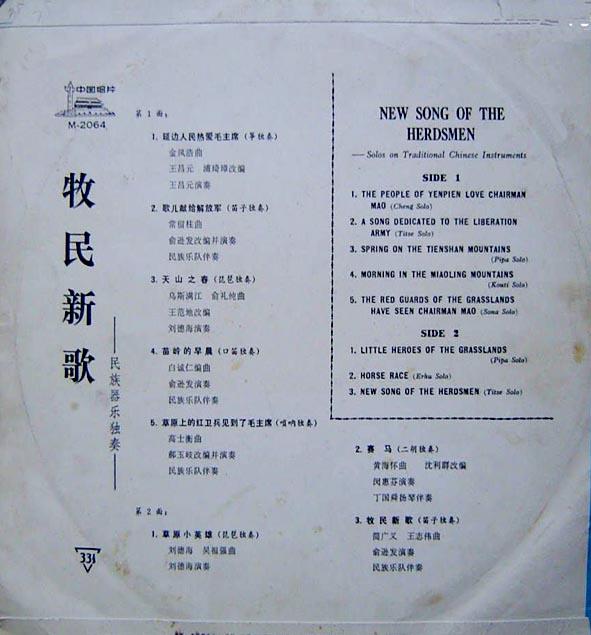 中国唱片
M-2064
牧民新歌
——民族器乐独奏——
33⅓
第1面:
1. 延边人民热爱毛主席 (筝独奏)
金凤浩曲
王昌元 浦琦璋改编
王昌元演奏
2. 歌儿献给解放军 (笛子独奏)
常留柱曲
俞逊发改编并演奏
民族乐队伴奏
3. 天山之春 (琵琶独奏)
乌斯满江 俞礼纯曲
王范地改编
刘德海演奏
4. 苗岭的早晨 (口笛独奏)
白诚仁编曲
俞逊发演奏
民族乐队伴奏
5. 草原上的红卫兵见到了毛主席 (唢呐独奏)
高士衡曲
郝玉岐改编并演奏
民族乐队伴奏
第2面:
1. 草原小英雄 (琵琶独奏)
刘德海 吴祖强曲
刘德海演奏
2. 赛马 (二胡独奏)
黄海怀曲 沈利群改编
闵惠芬演奏
丁国舜扬琴伴奏
3. 牧民新歌 (笛子独奏)
简广义 王志伟曲
俞逊发演奏
民族乐队伴奏
NEW SONG OF THE
HERDSMEN
— Solos on Traditional Chinese Instruments
SIDE 1
1. THE PEOPLE OF YENPIEN LOVE CHAIRMAN
MAO (Cheng Solo)
2. A SONG DEDICATED TO THE LIBERATION
ARMY (Titse Solo)
3. SPRING ON THE TIENSHAN MOUNTAINS
(Pipa Solo)
4. MORNING IN THE MIAOLING MOUNTAINS
(Kouti Solo)
5. THE RED GUARDS OF THE GRASSLANDS
HAVE SEEN CHAIRMAN MAO (Sona Solo)
SIDE 2
1. LITTLE HEROES OF THE GRASSLANDS
(Pipa Solo)
2. HORSE RACE (Erhu Solo)
3. NEW SONG OF THE HERDSMEN (Titse Solo)